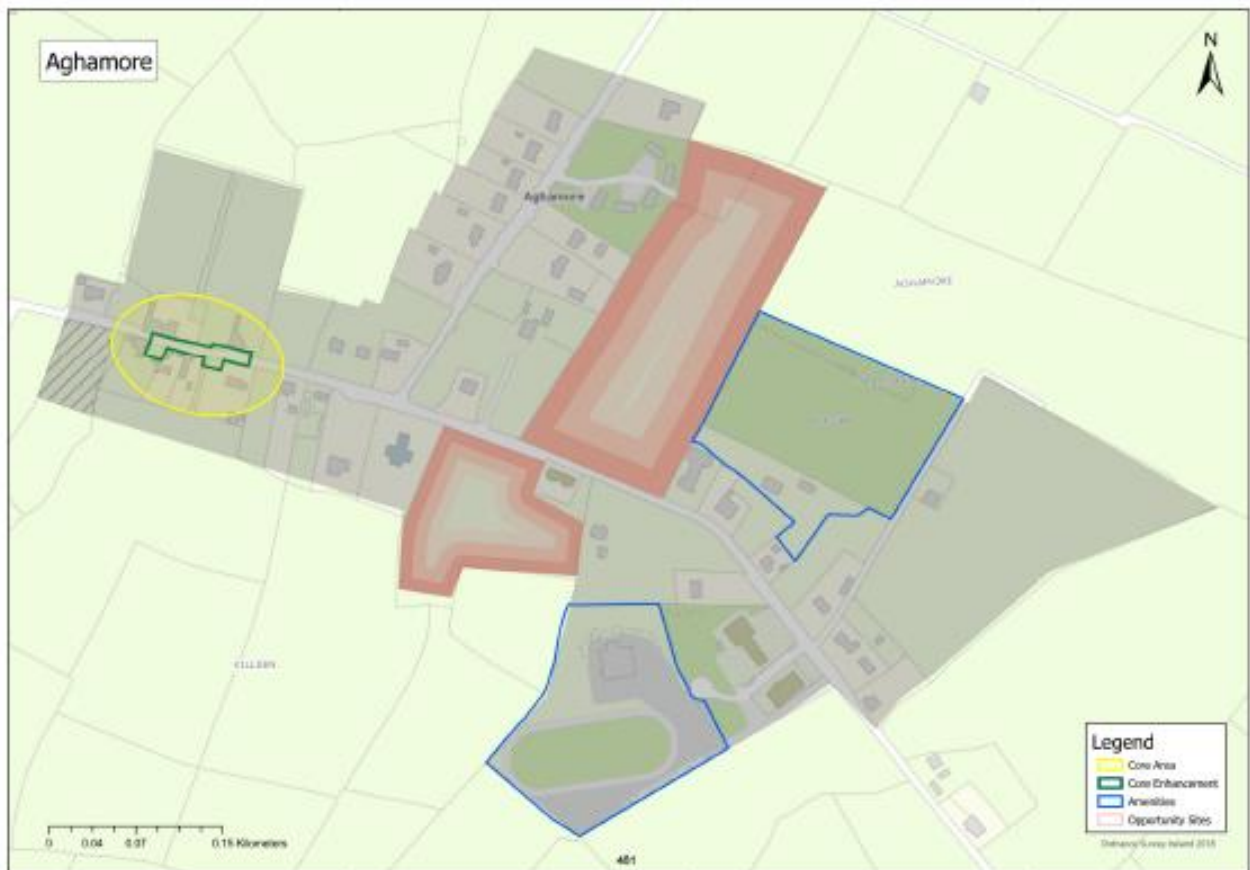 Aghamore
N
Aghamore
AGHAMORE
KILLEEN
Legend
Core Area
Core Enhancement
Amenities
Opportunity Sites
Ordnance Survey Ireland 2018
0 0.04 0.07 0.15 Kilometers
481